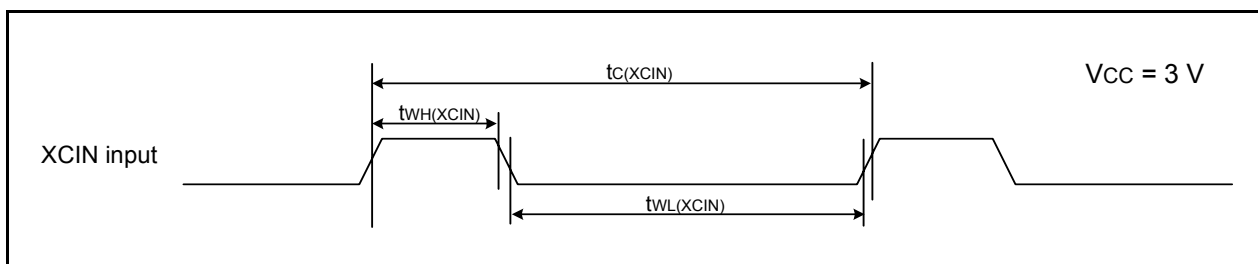 tC(XCIN)
VCC = 3 V
tWH(XCIN)
XCIN input
tWL(XCIN)